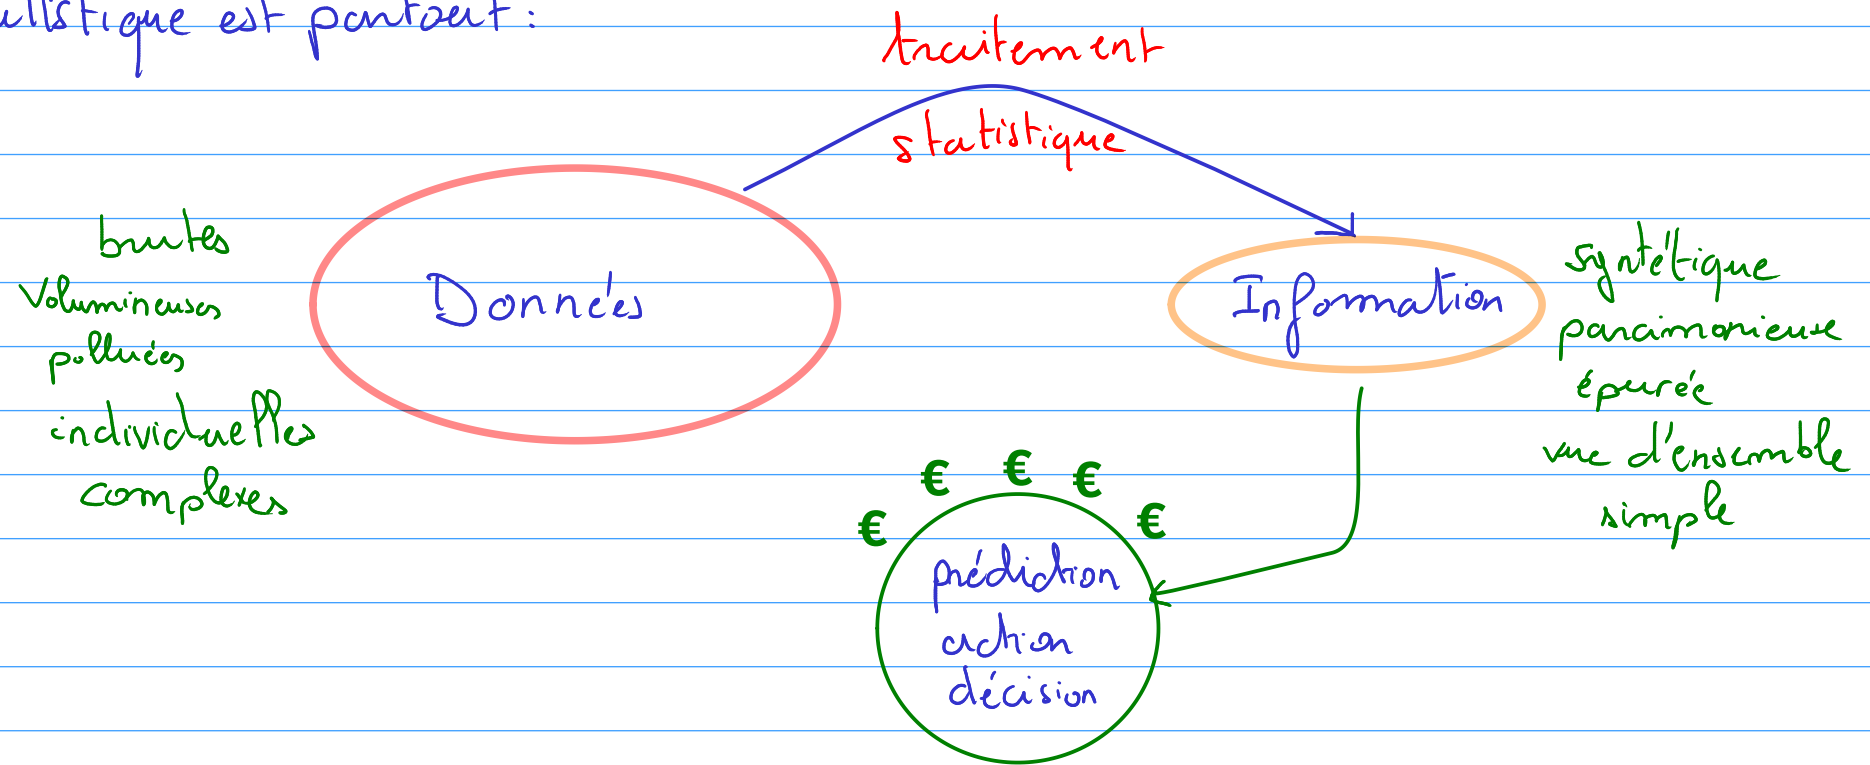 est partout :
traitement
statistique
brutes
Volumineuses
polluées
individuelles
complexes
Données
Information
syntétique
parcimonieuse
épurée
vue d'ensemble
simple
€ € € € €
prédiction
action
décision